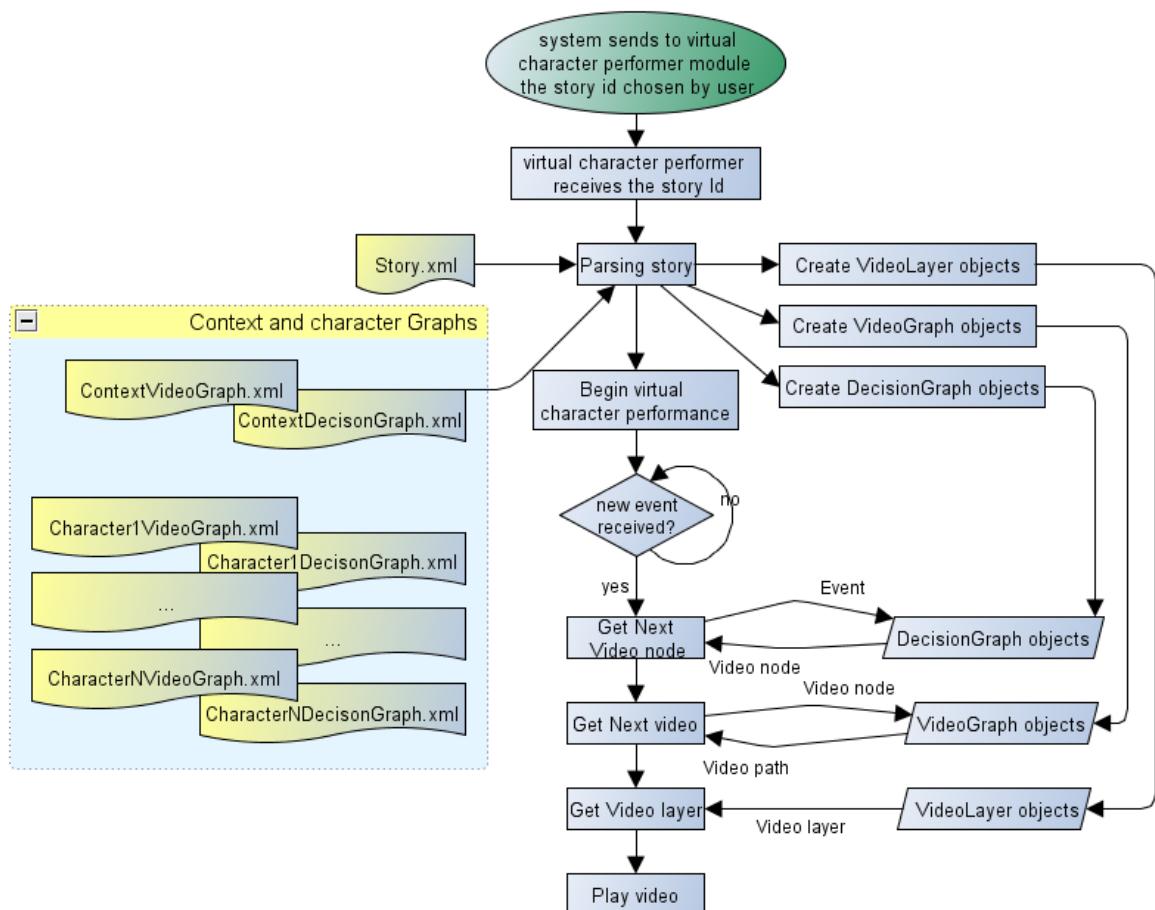 system sends to virtual
character performer module
the story id chosen by user
virtual character performer
receives the story Id
Story.xml
Parsing story
Create VideoLayer objects
Context and character Graphs
Create VideoGraph objects
ContextVideoGraph.xml
ContextDecisonGraph.xml
Begin virtual
character performance
Create DecisionGraph objects
new event
received?
no
yes
Character1VideoGraph.xml
Character1DecisonGraph.xml
...
...
CharacterNVideoGraph.xml
CharacterNDecisonGraph.xml
Get Next
Video node
Event
DecisionGraph objects
Video node
Video node
Get Next video
VideoGraph objects
Video path
Get Video layer
VideoLayer objects
Video layer
Play video